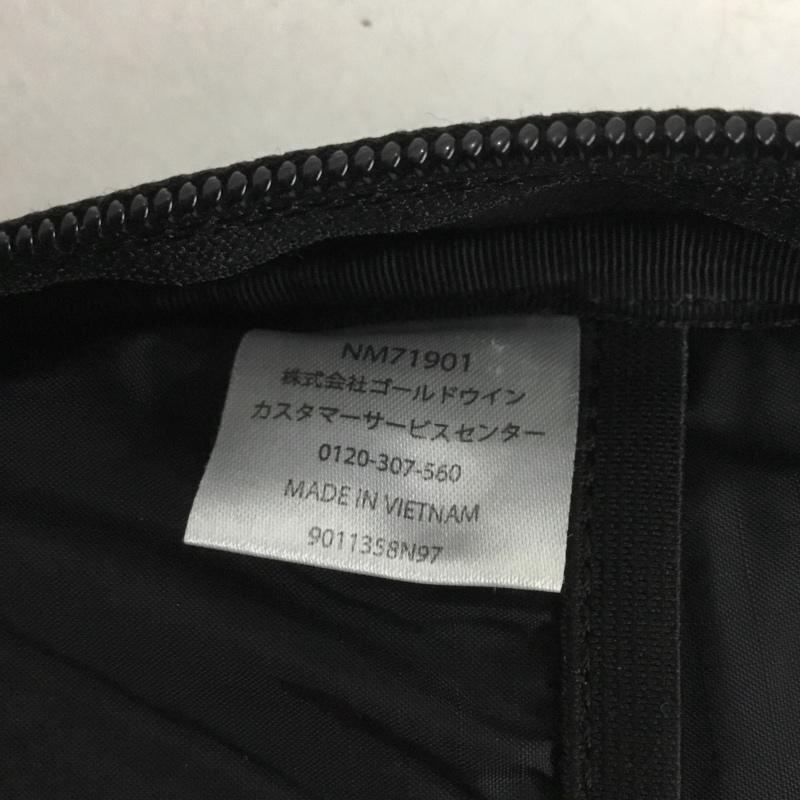 NM71901
株式会社ゴールドウイン
カスタマーサービスセンター
0120-307-560
MADE IN VIETNAM
9011358N97